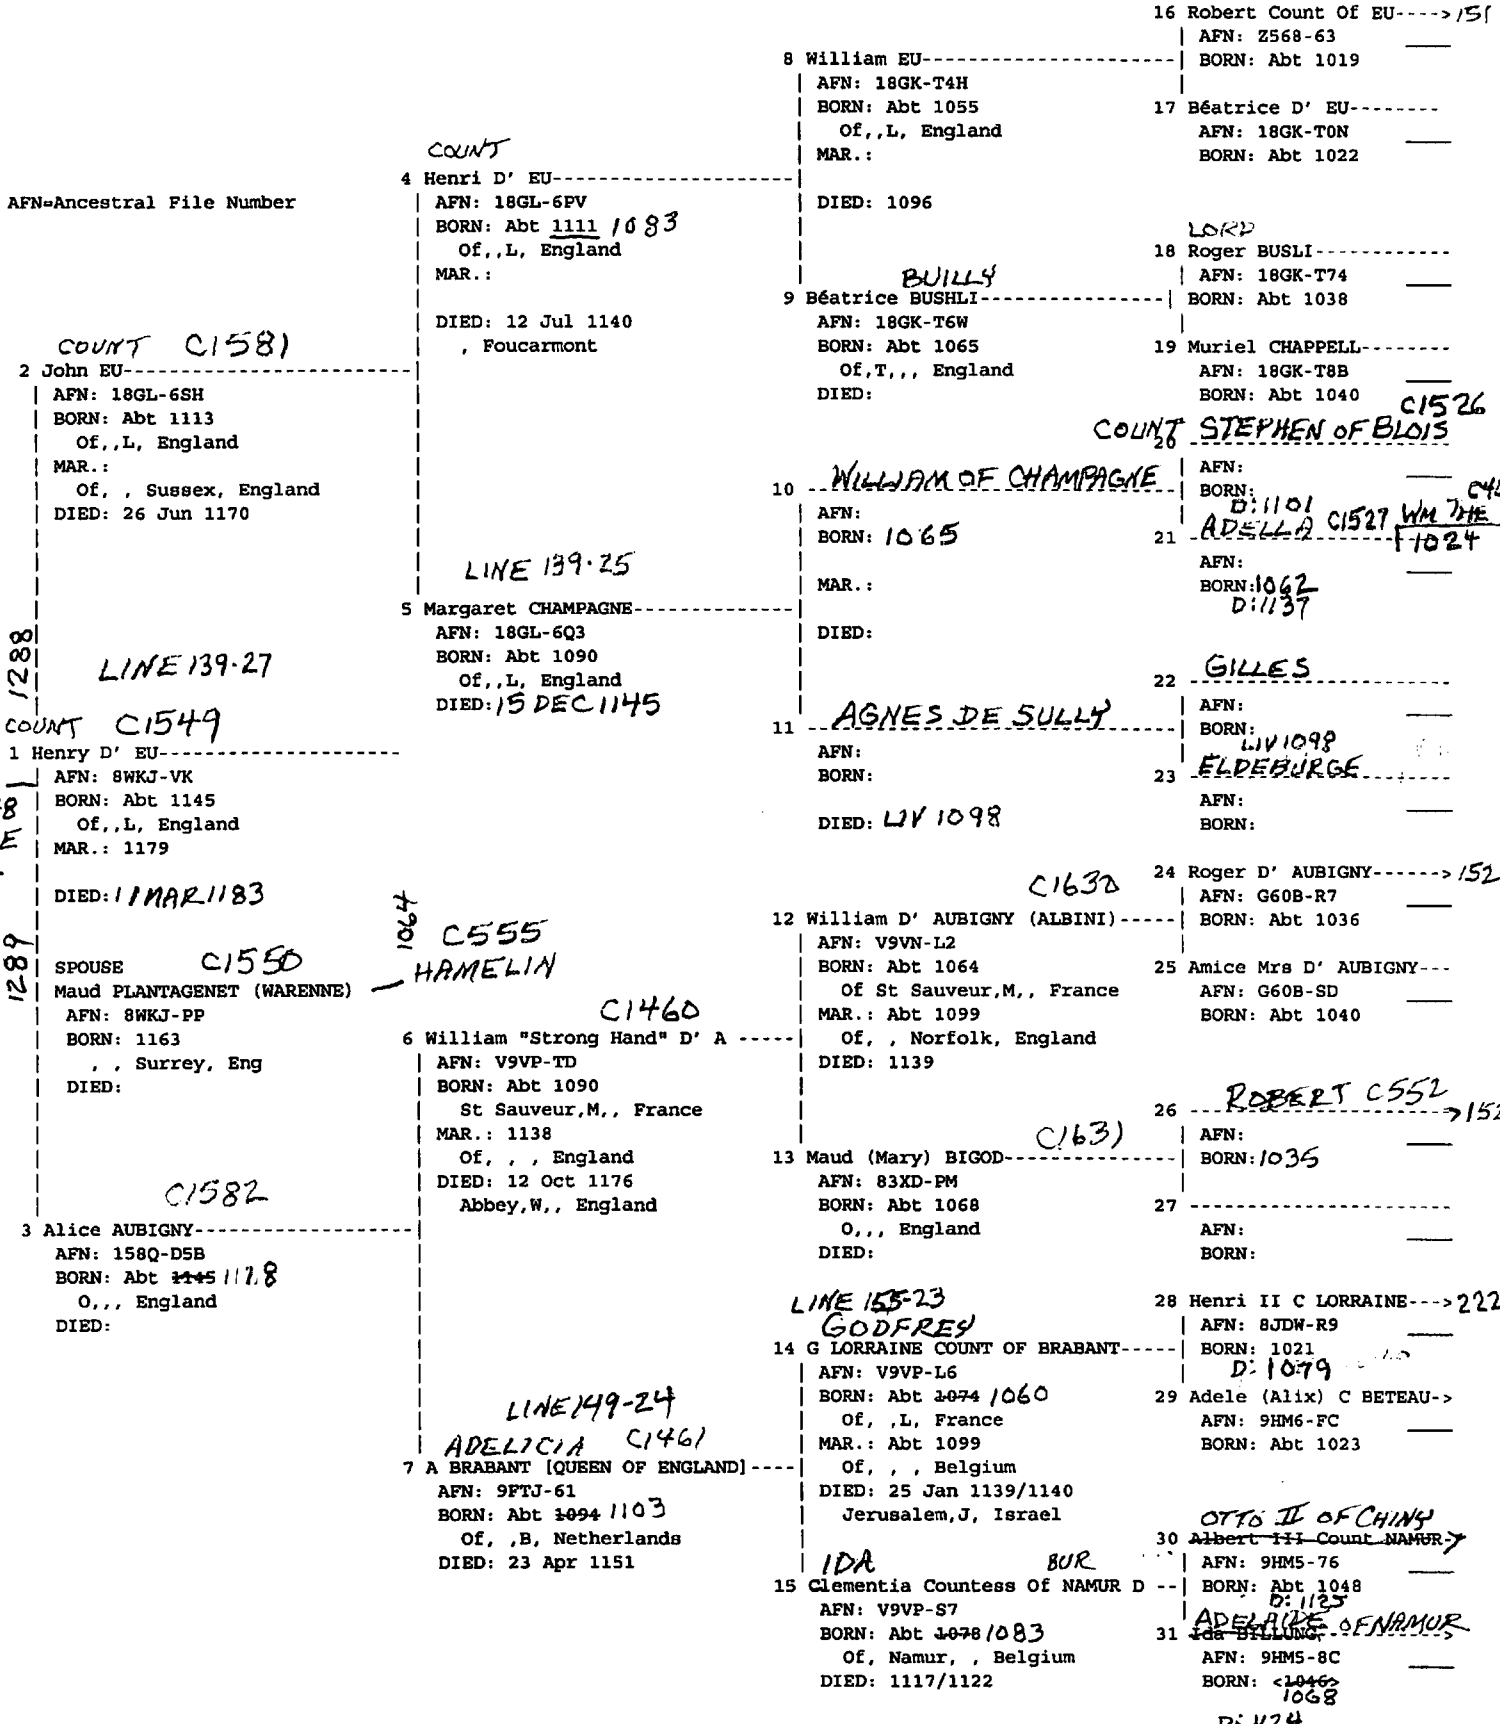 AFN=Ancestral File Number
COUNT C1549
1 Henry D' EU
AFN: 8WKJ-VK
BORN: Abt 1145
Of,,L, England
MAR.: 1179
DIED: 11 MAR 1183
SPOUSE C1550
Maud PLANTAGENET (WARENNE)
AFN: 8WKJ-PP
BORN: 1163
, , Surrey, Eng
DIED:
1064
C555
HAMELIN
1288
LINE 139-27
1289
COUNT C1581
2 John EU
AFN: 18GL-6SH
BORN: Abt 1113
Of,,L, England
MAR.:
Of, , Sussex, England
DIED: 26 Jun 1170
C1582
3 Alice AUBIGNY
AFN: 158Q-D5B
BORN: Abt 1145 1128
O,,, England
DIED:
COUNT
4 Henri D' EU
AFN: 18GL-6PV
BORN: Abt 1111 1083
Of,,L, England
MAR.:
DIED: 12 Jul 1140
, Foucarmont
LINE 139-25
5 Margaret CHAMPAGNE
AFN: 18GL-6Q3
BORN: Abt 1090
Of,,L, England
DIED: 15 DEC 1145
C1460
6 William "Strong Hand" D' A
AFN: V9VP-TD
BORN: Abt 1090
St Sauveur,M,, France
MAR.: 1138
Of, , , England
DIED: 12 Oct 1176
Abbey,W,, England
LINE 149-24
ADELICIA C1461
7 A BRABANT [QUEEN OF ENGLAND]
AFN: 9FTJ-61
BORN: Abt 1094 1103
Of, ,B, Netherlands
DIED: 23 Apr 1151
8 William EU
AFN: 18GK-T4H
BORN: Abt 1055
Of,,L, England
MAR.:
DIED: 1096
BUILLY
9 Béatrice BUSHLI
AFN: 18GK-T6W
BORN: Abt 1065
Of,T,,, England
DIED:
10 WILLIAM OF CHAMPAGNE
AFN:
BORN: 1065
MAR.:
DIED:
11 AGNES DE SULLY
AFN:
BORN:
DIED: LIV 1098
C1632
12 William D' AUBIGNY (ALBINI)
AFN: V9VN-L2
BORN: Abt 1064
Of St Sauveur,M,, France
MAR.: Abt 1099
Of, , Norfolk, England
DIED: 1139
C1631
13 Maud (Mary) BIGOD
AFN: 83XD-PM
BORN: Abt 1068
O,,, England
DIED:
LINE 155-23
GODFREY
14 G LORRAINE COUNT OF BRABANT
AFN: V9VP-L6
BORN: Abt 1074 1060
Of, ,L, France
MAR.: Abt 1099
Of, , , Belgium
DIED: 25 Jan 1139/1140
Jerusalem,J, Israel
IDA BUR
15 Clementia Countess Of NAMUR D
AFN: V9VP-S7
BORN: Abt 1078 1083
Of, Namur, , Belgium
DIED: 1117/1122
16 Robert Count Of EU----> 151
AFN: Z568-63
BORN: Abt 1019
17 Béatrice D' EU
AFN: 18GK-T0N
BORN: Abt 1022
LORD
18 Roger BUSLI
AFN: 18GK-T74
BORN: Abt 1038
19 Muriel CHAPPELL
AFN: 18GK-T8B
BORN: Abt 1040
C1526
COUNT STEPHEN OF BLOIS
20
AFN:
BORN:
D: 1101
21 ADELLA C1527 WM THE
1024
AFN:
BORN: 1062
D: 1137
22 GILLES
AFN:
BORN:
LIV 1098
23 ELDEBURGE
AFN:
BORN:
24 Roger D' AUBIGNY------> 152
AFN: G60B-R7
BORN: Abt 1036
25 Amice Mrs D' AUBIGNY
AFN: G60B-SD
BORN: Abt 1040
26 ROBERT C552 > 152
AFN:
BORN: 1035
27
AFN:
BORN:
28 Henri II C LORRAINE---> 222
AFN: 8JDW-R9
BORN: 1021
D: 1079
29 Adele (Alix) C BETEAU->
AFN: 9HM6-FC
BORN: Abt 1023
OTTO II OF CHINY
30 Albert III Count NAMUR->
AFN: 9HM5-76
BORN: Abt 1048
D: 1125
ADELAIDE OF NAMUR
31 Ida BILLUNG,
AFN: 9HM5-8C
BORN: <1046>
1068
D: 1124